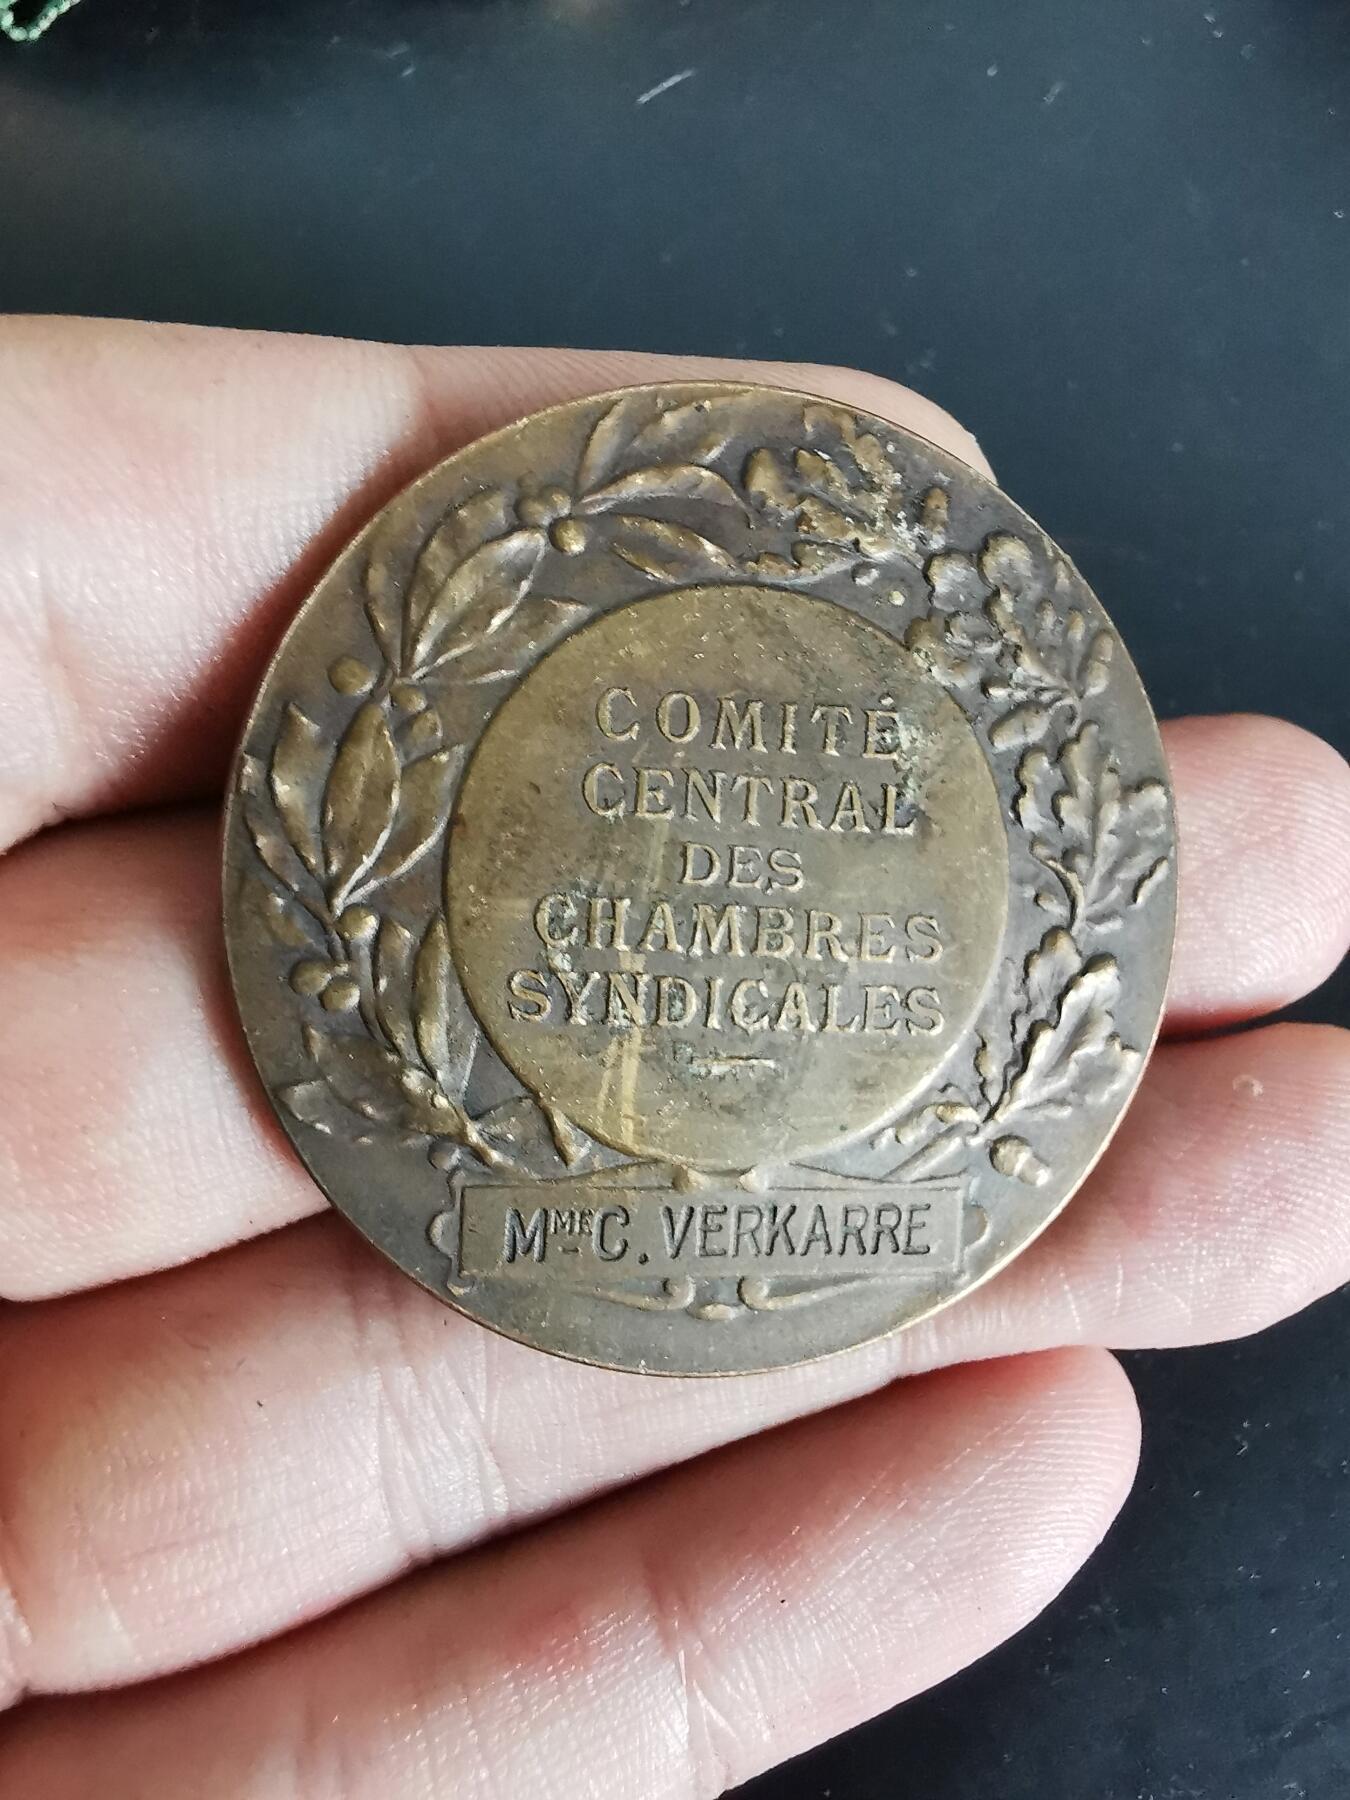 COMITÉ
CENTRAL
DES
CHAMBRES
SYNDICALES
MME C. VERKARRE